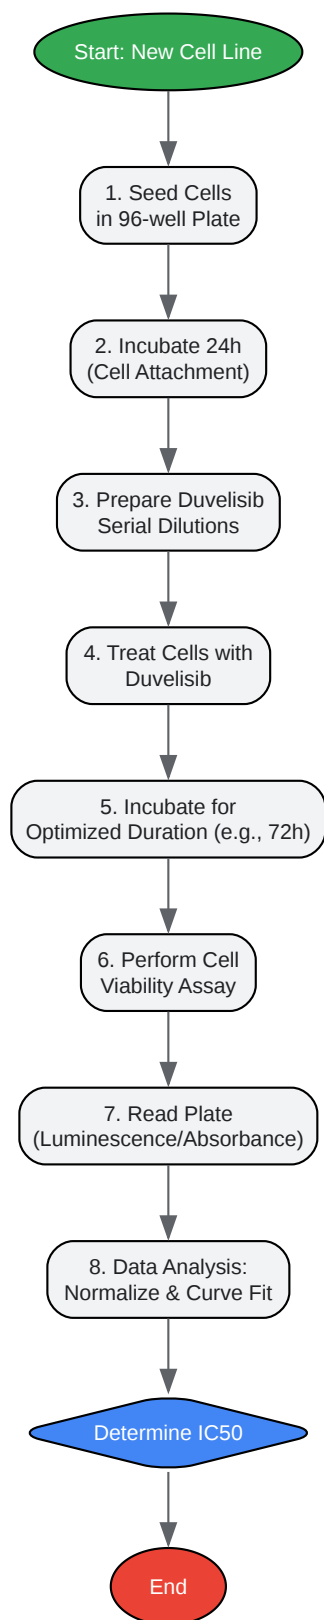 Start: New Cell Line
1. Seed Cells
in 96-well Plate
2. Incubate 24h
(Cell Attachment)
3. Prepare Duvelisib
Serial Dilutions
4. Treat Cells with
Duvelisib
5. Incubate for
Optimized Duration (e.g., 72h)
6. Perform Cell
Viability Assay
7. Read Plate
(Luminescence/Absorbance)
8. Data Analysis:
Normalize & Curve Fit
Determine IC50
End